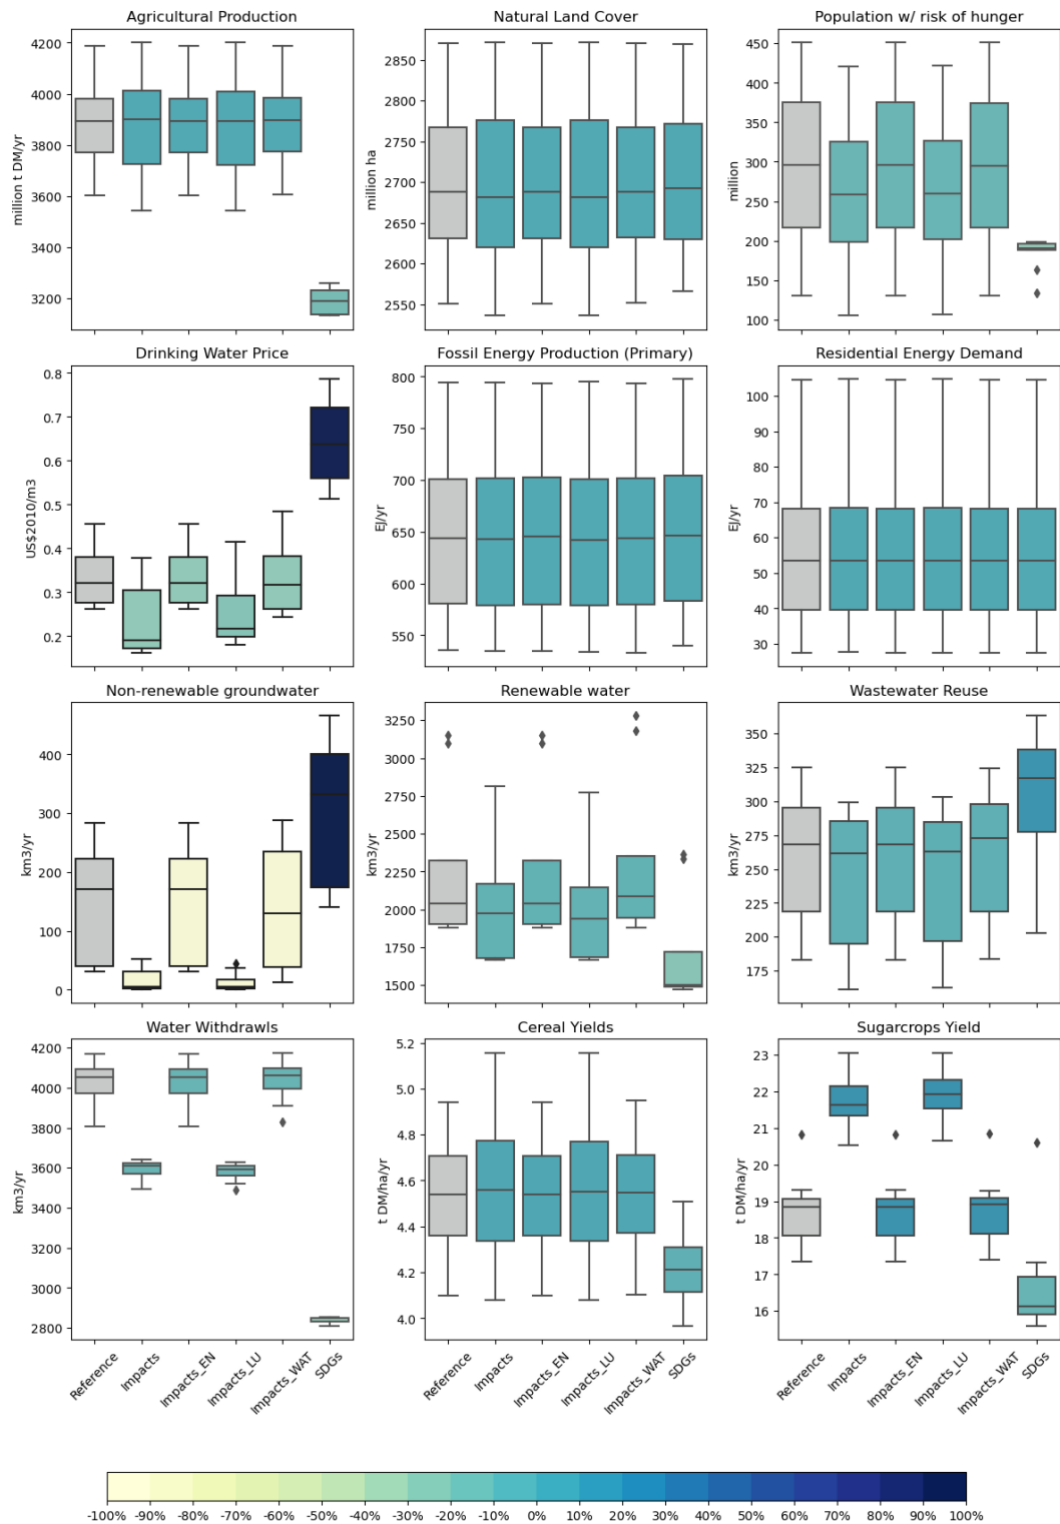 Agricultural Production
Natural Land Cover
Population w/ risk of hunger
million t DM/yr
4200
4000
3800
3600
3400
3200
million ha
2850
2800
2750
2700
2650
2600
2550
million
450
400
350
300
250
200
150
100
Drinking Water Price
Fossil Energy Production (Primary)
Residential Energy Demand
US$2010/m3
0.8
0.7
0.6
0.5
0.4
0.3
0.2
EJ/yr
800
750
700
650
600
550
EJ/yr
100
90
80
70
60
50
40
30
Non-renewable groundwater
Renewable water
Wastewater Reuse
km3/yr
400
300
200
100
0
km3/yr
3250
3000
2750
2500
2250
2000
1750
1500
km3/yr
350
325
300
275
250
225
200
175
Water Withdrawls
Cereal Yields
Sugarcrops Yield
km3/yr
4200
4000
3800
3600
3400
3200
3000
2800
t DM/ha/yr
5.2
5.0
4.8
4.6
4.4
4.2
4.0
t DM/ha/yr
23
22
21
20
19
18
17
16
Reference
Impacts
Impacts_EN
Impacts_LU
Impacts_WAT
SDGs
Reference
Impacts
Impacts_EN
Impacts_LU
Impacts_WAT
SDGs
Reference
Impacts
Impacts_EN
Impacts_LU
Impacts_WAT
SDGs
-100% -90% -80% -70% -60% -50% -40% -30% -20% -10% 0% 10% 20% 30% 40% 50% 60% 70% 80% 90% 100%